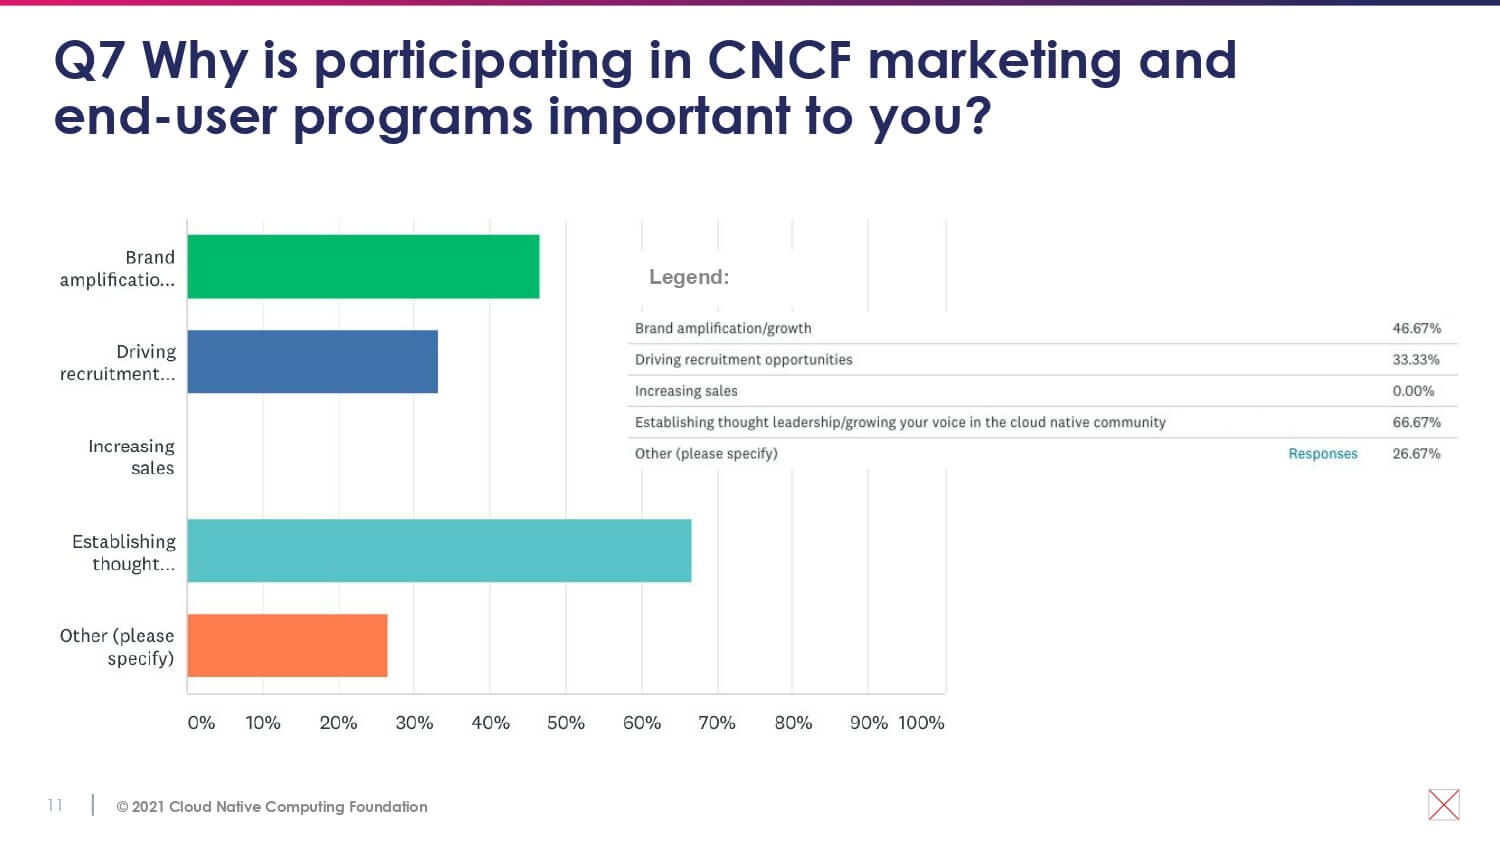 Q7 Why is participating in CNCF marketing and
end-user programs important to you?
Brand
amplificatio...
Driving
recruitment...
Increasing
sales
Establishing
thought...
Other (please
specify)
0% 10% 20% 30% 40% 50% 60% 70% 80% 90% 100%
Legend:
Brand amplification/growth 46.67%
Driving recruitment opportunities 33.33%
Increasing sales 0.00%
Establishing thought leadership/growing your voice in the cloud native community 66.67%
Other (please specify) Responses 26.67%
11 © 2021 Cloud Native Computing Foundation